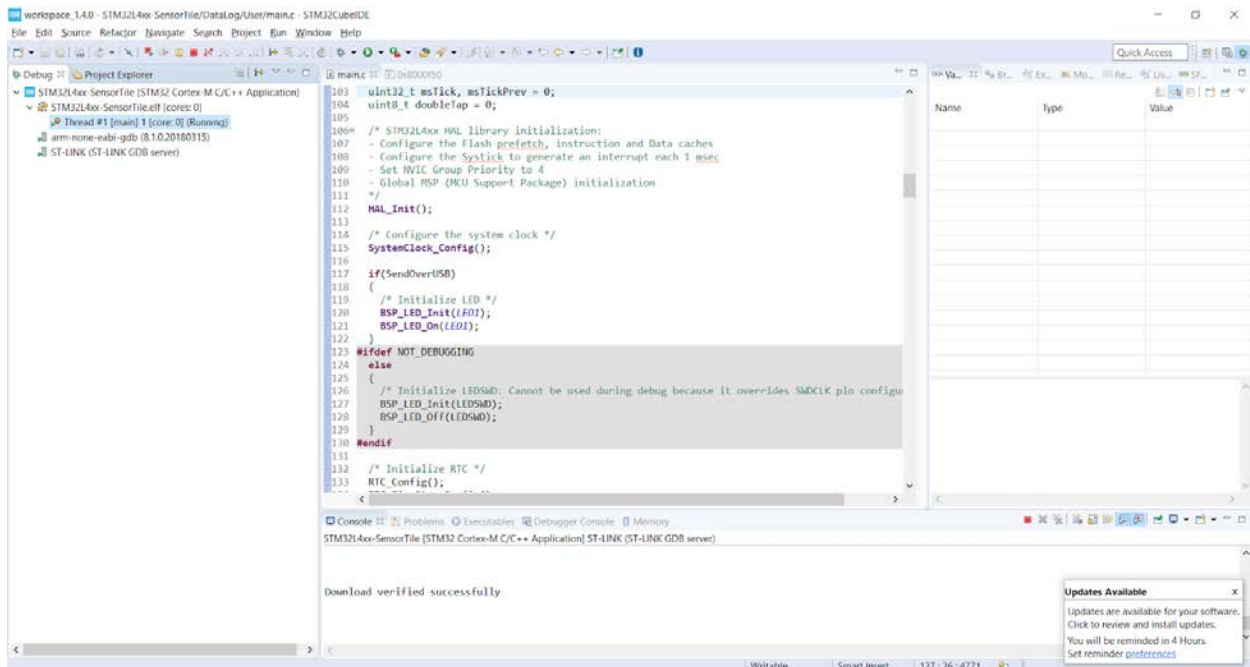 workspace_1.4.0 - STM32L4xx-SensorTile/DataLog/User/main.c - STM32CubeIDE
File Edit Source Refactor Navigate Search Project Run Window Help
Quick Access
Debug Project Explorer
STM32L4xx-SensorTile [STM32 Cortex-M C/C++ Application]
STM32L4xx-SensorTile.elf [cores: 0]
Thread #1 [main] 1 [core: 0] (Running)
arm-none-eabi-gdb (8.1.0.20180315)
ST-LINK (ST-LINK GDB server)
main.c 0x8000f50
103 uint32_t msTick, msTickPrev = 0;
104 uint8_t doubleTap = 0;
105
106 /* STM32L4xx HAL library initialization:
107 - Configure the Flash prefetch, instruction and Data caches
108 - Configure the Systick to generate an interrupt each 1 msec
109 - Set NVIC Group Priority to 4
110 - Global MSP (MCU Support Package) initialization
111 */
112 HAL_Init();
113
114 /* Configure the system clock */
115 SystemClock_Config();
116
117 if(SendOverUSB)
118 {
119 /* Initialize LED */
120 BSP_LED_Init(LED1);
121 BSP_LED_On(LED1);
122 }
123 #ifdef NOT_DEBUGGING
124 else
125 {
126 /* Initialize LEDSWD: Cannot be used during debug because it overrides SWDCLK pin configu
127 BSP_LED_Init(LEDSWD);
128 BSP_LED_Off(LEDSWD);
129 }
130 #endif
131
132 /* Initialize RTC */
133 RTC_Config();
Va... Br... Ex... Mo... Re... Liv... SF...
Name Type Value
Console Problems Executables Debugger Console Memory
STM32L4xx-SensorTile [STM32 Cortex-M C/C++ Application] ST-LINK (ST-LINK GDB server)
Download verified successfully
Updates Available x
Updates are available for your software.
Click to review and install updates.
You will be reminded in 4 Hours.
Set reminder preferences
Writable Smart Insert 127 : 26 : 4771